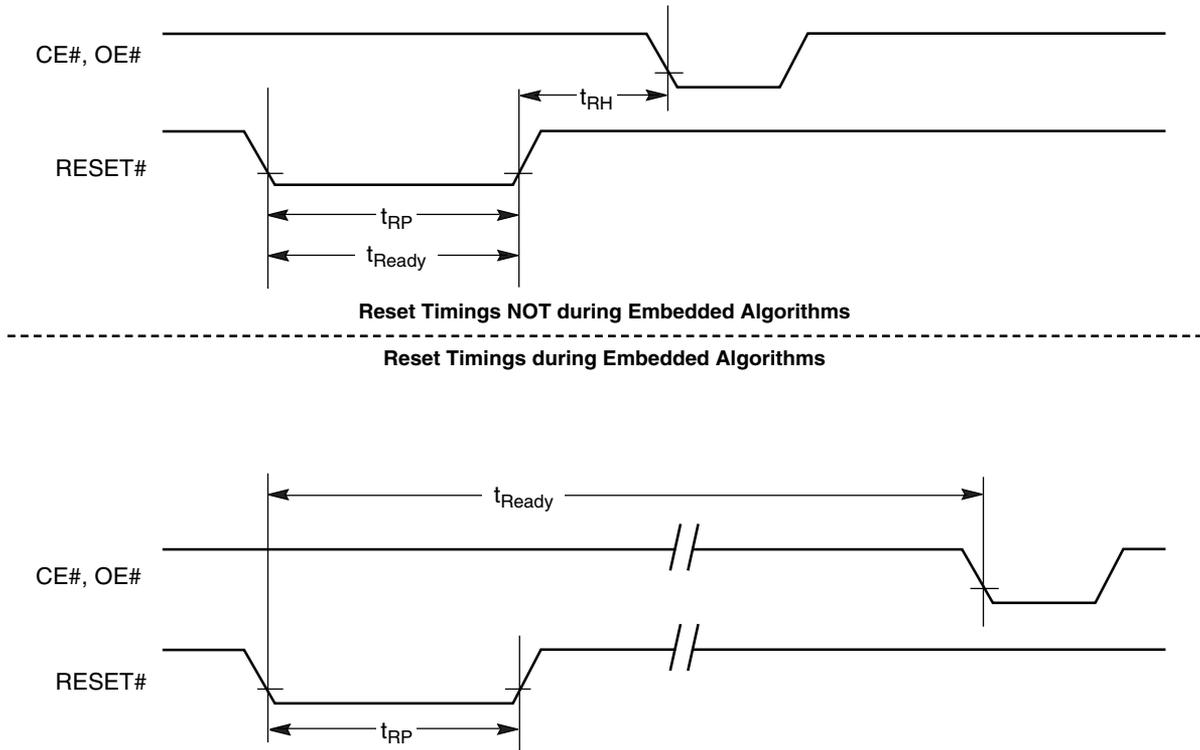 CE#, OE#
tRH
RESET#
tRP
tReady
Reset Timings NOT during Embedded Algorithms
Reset Timings during Embedded Algorithms
tReady
CE#, OE#
RESET#
tRP